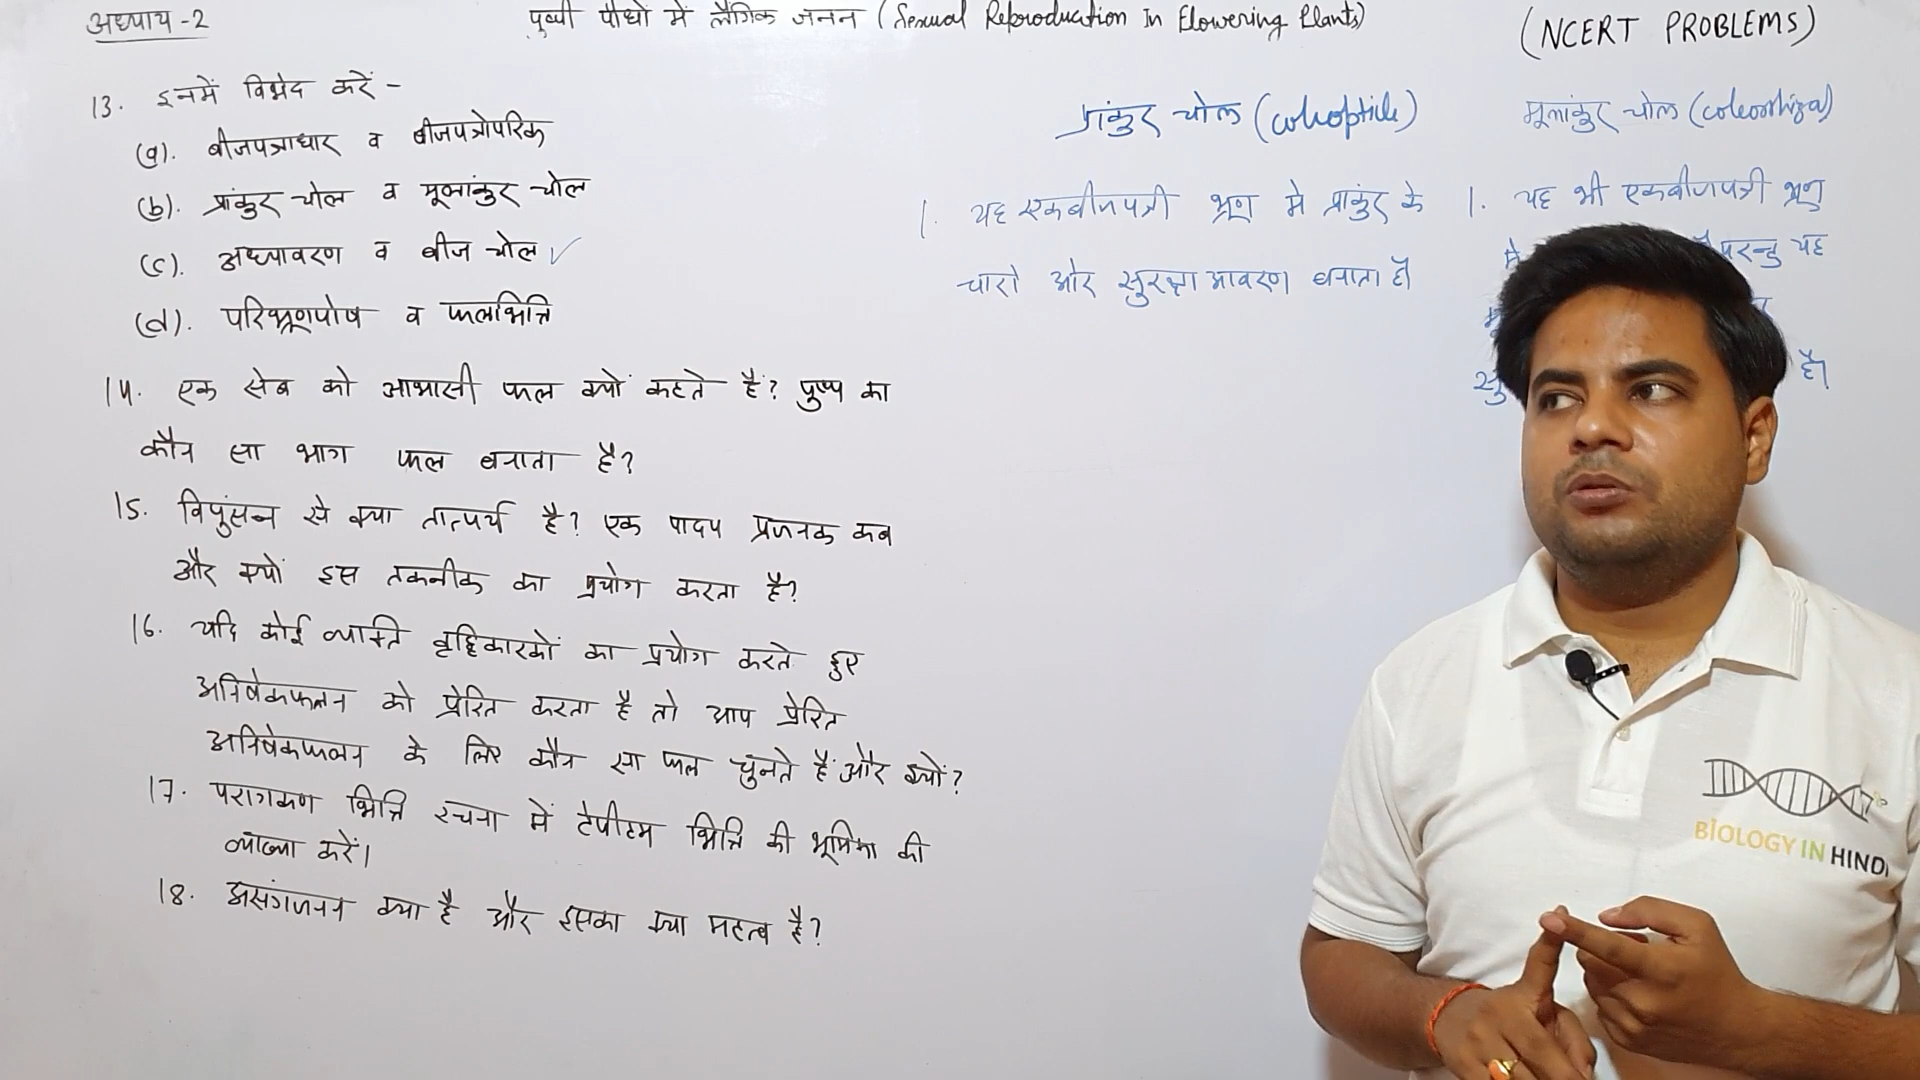 अध्याय -2
पुष्पी पौधों में लैंगिक जनन (Sexual Reproduction In Flowering Plants)
(NCERT PROBLEMS)
13. इनमें विभेद करें -
(a). बीजपत्राधार व बीजपत्रोपरिक
(b). प्रांकुर चोल व मूलांकुर चोल
(c). अध्यावरण व बीज चोल ✓
(d). परिभ्रूणपोष व फलभित्ति
14. एक सेब को आभासी फल क्यों कहते हैं? पुष्प का
कौन सा भाग फल बनाता है?
15. विपुंसन से क्या तात्पर्य है? एक पादप प्रजनक कब
और क्यों इस तकनीक का प्रयोग करता है?
16. यदि कोई व्यक्ति वृद्धिकारकों का प्रयोग करते हुए
अनिषेकफलन को प्रेरित करता है तो आप प्रेरित
अनिषेकफलन के लिए कौन सा फल चुनते हैं और क्यों?
17. परागकण भित्ति रचना में टेपीटम भित्ति की भूमिका की
व्याख्या करें।
18. असंगजनन क्या है और इसका क्या महत्व है?
प्रांकुर चोल (coleoptile)
1. यह एकबीजपत्री भ्रूण मे प्रांकुर के
चारो ओर सुरक्षा आवरण बनाता है
मूलांकुर चोल (coleorhiza)
1. यह भी एकबीजपत्री भ्रूण
मे परन्तु यह
है।
BIOLOGY IN HINDI